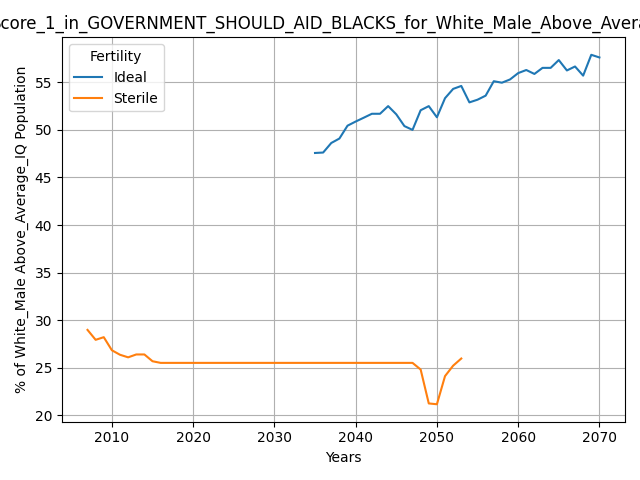 core_1_in_GOVERNMENT_SHOULD_AID_BLACKS_for_White_Male_Above_Avera
Fertility
Ideal
Sterile
% of White_Male Above_Average_IQ Population
55
50
45
40
35
30
25
20
2010 2020 2030 2040 2050 2060 2070
Years